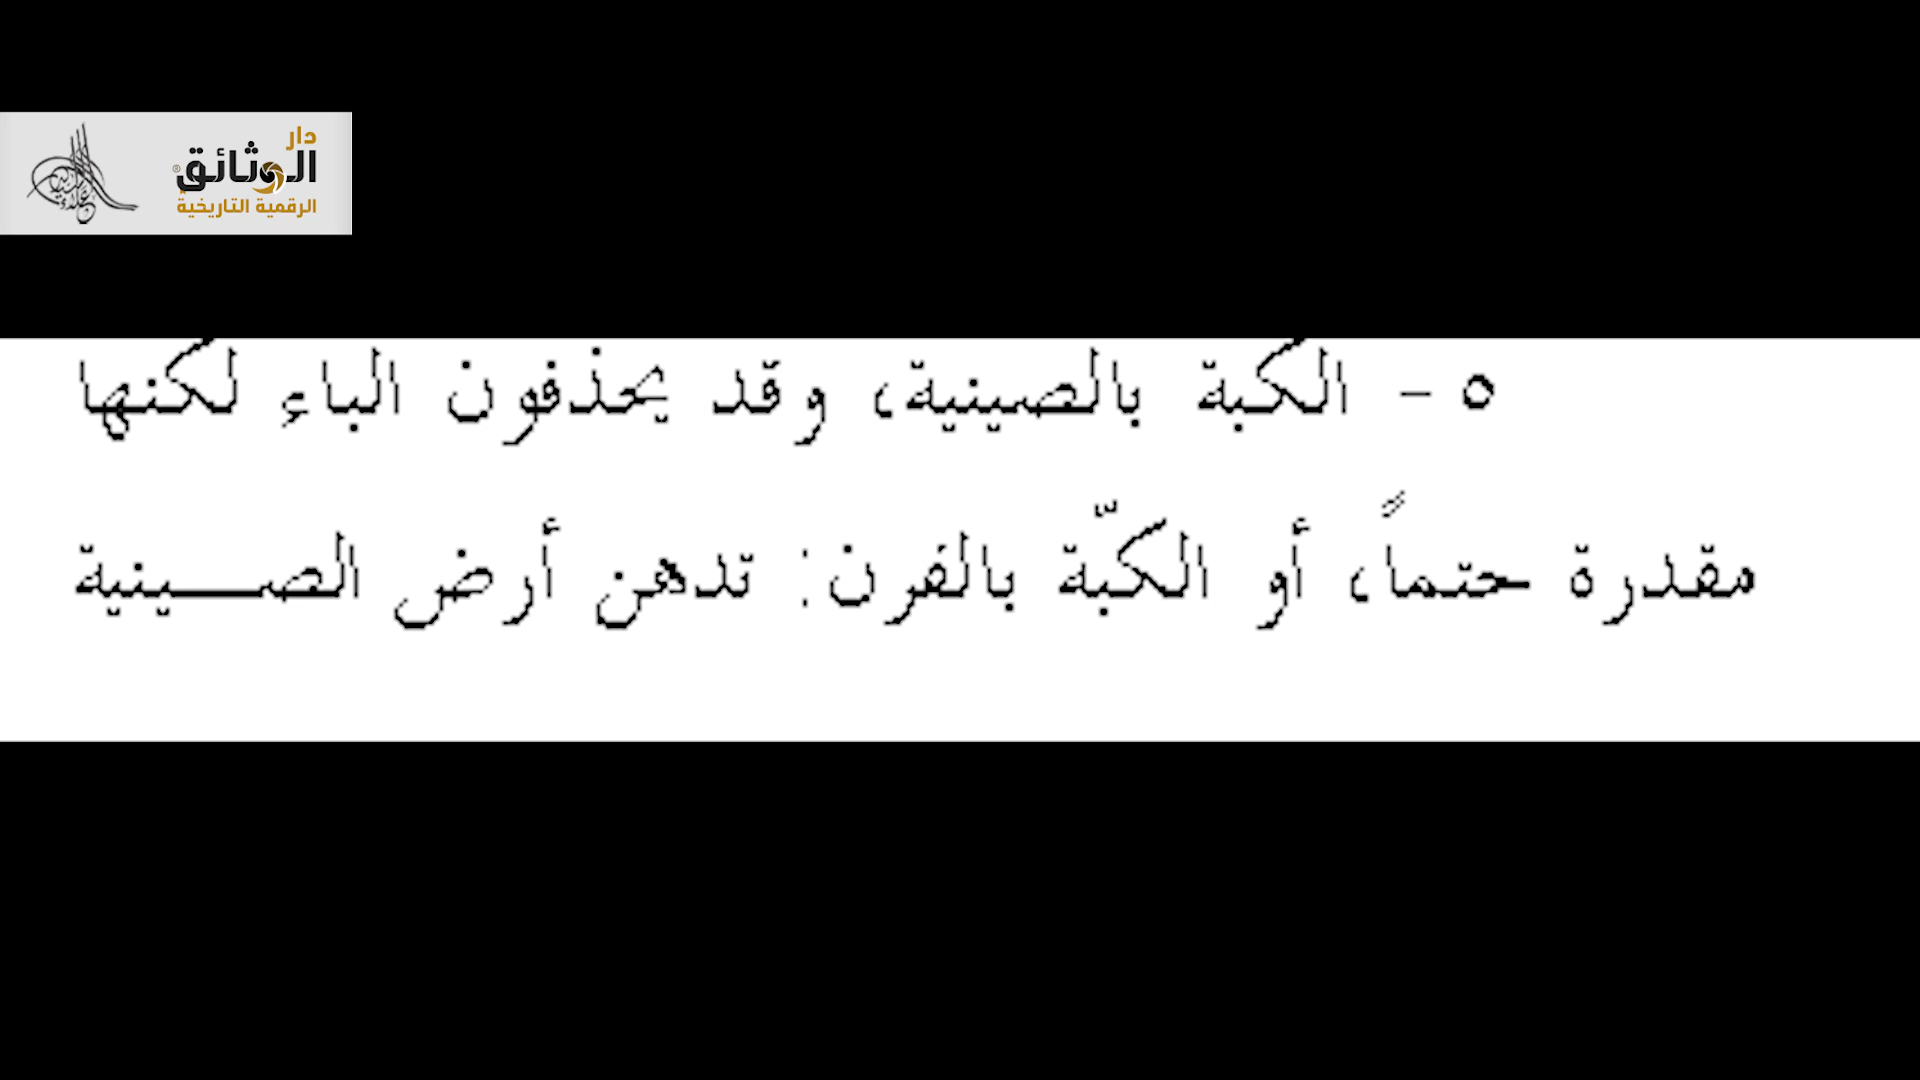 دار
الوثائق
الرقمية التاريخية
٥ - الكبة بالصينية، وقد يحذفون الباء لكنها
مقدرة حتماً، أو الكبّة بالفرن: تدهن أرض الصـــينية